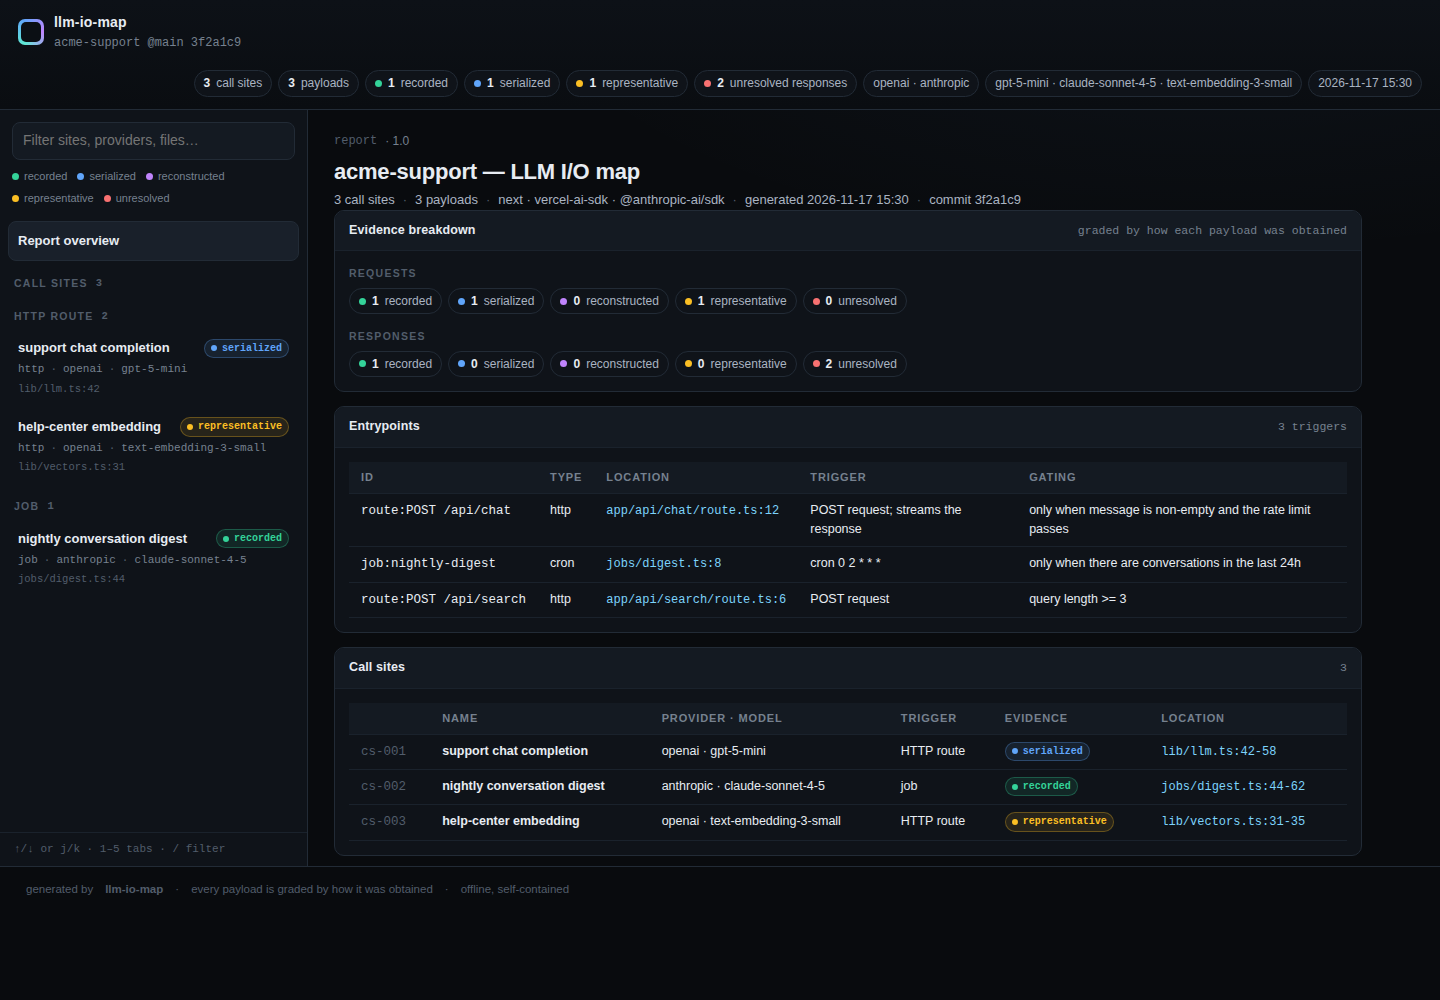 llm-io-map
acme-support @main 3f2a1c9
3 call sites 3 payloads 1 recorded 1 serialized 1 representative 2 unresolved responses openai · anthropic gpt-5-mini · claude-sonnet-4-5 · text-embedding-3-small 2026-11-17 15:30
Filter sites, providers, files…
recorded serialized reconstructed
representative unresolved
Report overview
CALL SITES 3
HTTP ROUTE 2
support chat completion serialized
http · openai · gpt-5-mini
lib/llm.ts:42
help-center embedding representative
http · openai · text-embedding-3-small
lib/vectors.ts:31
JOB 1
nightly conversation digest recorded
job · anthropic · claude-sonnet-4-5
jobs/digest.ts:44
↑/↓ or j/k · 1–5 tabs · / filter
report · 1.0
acme-support — LLM I/O map
3 call sites · 3 payloads · next · vercel-ai-sdk · @anthropic-ai/sdk · generated 2026-11-17 15:30 · commit 3f2a1c9
Evidence breakdown graded by how each payload was obtained
REQUESTS
1 recorded 1 serialized 0 reconstructed 1 representative 0 unresolved
RESPONSES
1 recorded 0 serialized 0 reconstructed 0 representative 2 unresolved
Entrypoints 3 triggers
ID TYPE LOCATION TRIGGER GATING
route:POST /api/chat http app/api/chat/route.ts:12 POST request; streams the response only when message is non-empty and the rate limit passes
job:nightly-digest cron jobs/digest.ts:8 cron 0 2 * * * only when there are conversations in the last 24h
route:POST /api/search http app/api/search/route.ts:6 POST request query length >= 3
Call sites 3
NAME PROVIDER · MODEL TRIGGER EVIDENCE LOCATION
cs-001 support chat completion openai · gpt-5-mini HTTP route serialized lib/llm.ts:42-58
cs-002 nightly conversation digest anthropic · claude-sonnet-4-5 job recorded jobs/digest.ts:44-62
cs-003 help-center embedding openai · text-embedding-3-small HTTP route representative lib/vectors.ts:31-35
generated by llm-io-map · every payload is graded by how it was obtained · offline, self-contained